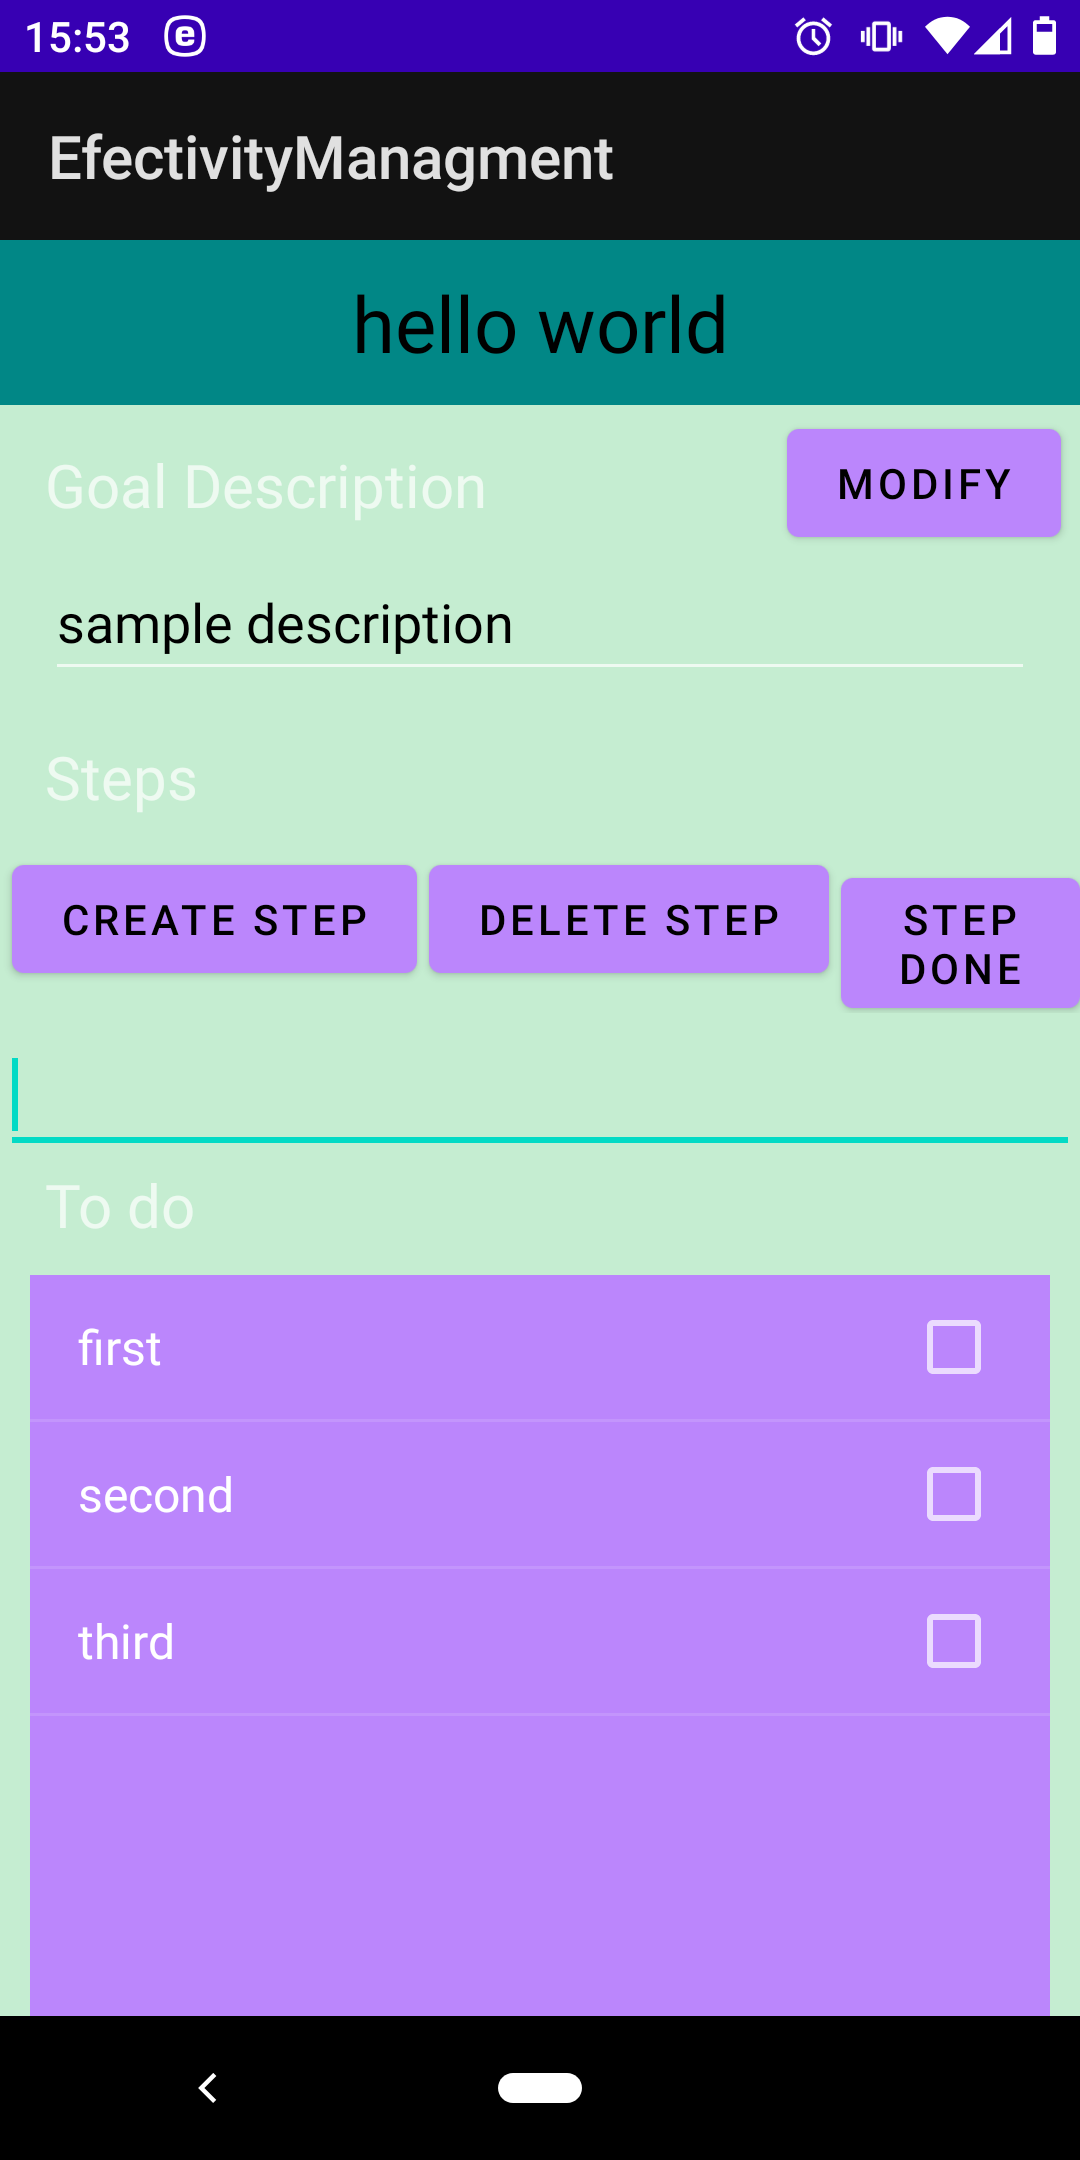 15:53
EfectivityManagment
hello world
Goal Description
MODIFY
sample description
Steps
CREATE STEP
DELETE STEP
STEP
DONE
To do
first
second
third